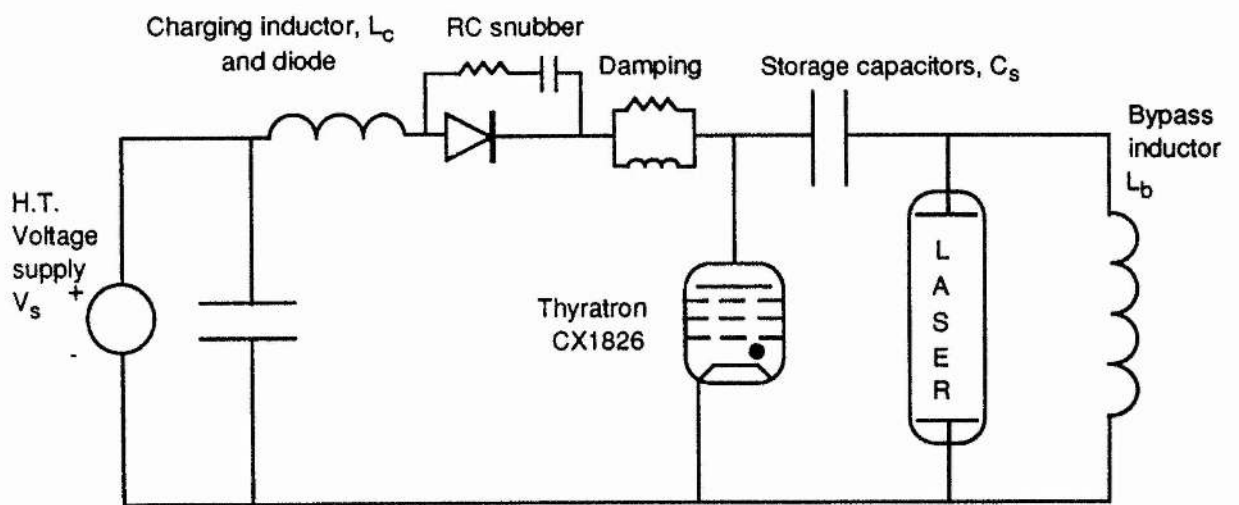 Charging inductor, Lc
and diode
RC snubber
Damping
Storage capacitors, Cs
Bypass
inductor
Lb
H.T.
Voltage
supply
Vs
+
-
Thyratron
CX1826
L
A
S
E
R